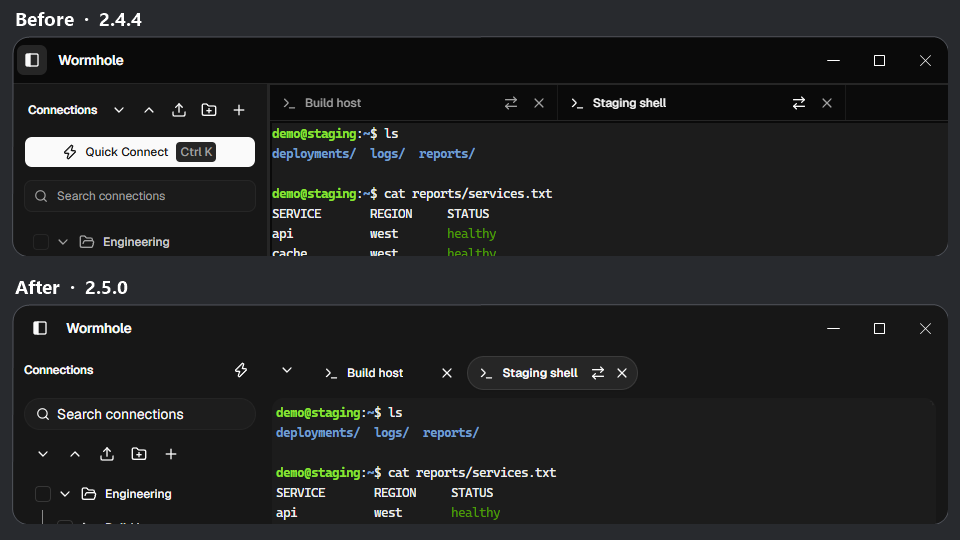 Before · 2.4.4
Wormhole
Connections
Build host
Staging shell
Quick Connect Ctrl K
Search connections
Engineering
demo@staging:~$ ls
deployments/ logs/ reports/
demo@staging:~$ cat reports/services.txt
SERVICE REGION STATUS
api west healthy
cache west healthy
After · 2.5.0
Wormhole
Connections
Build host
Staging shell
Search connections
Engineering
demo@staging:~$ ls
deployments/ logs/ reports/
demo@staging:~$ cat reports/services.txt
SERVICE REGION STATUS
api west healthy